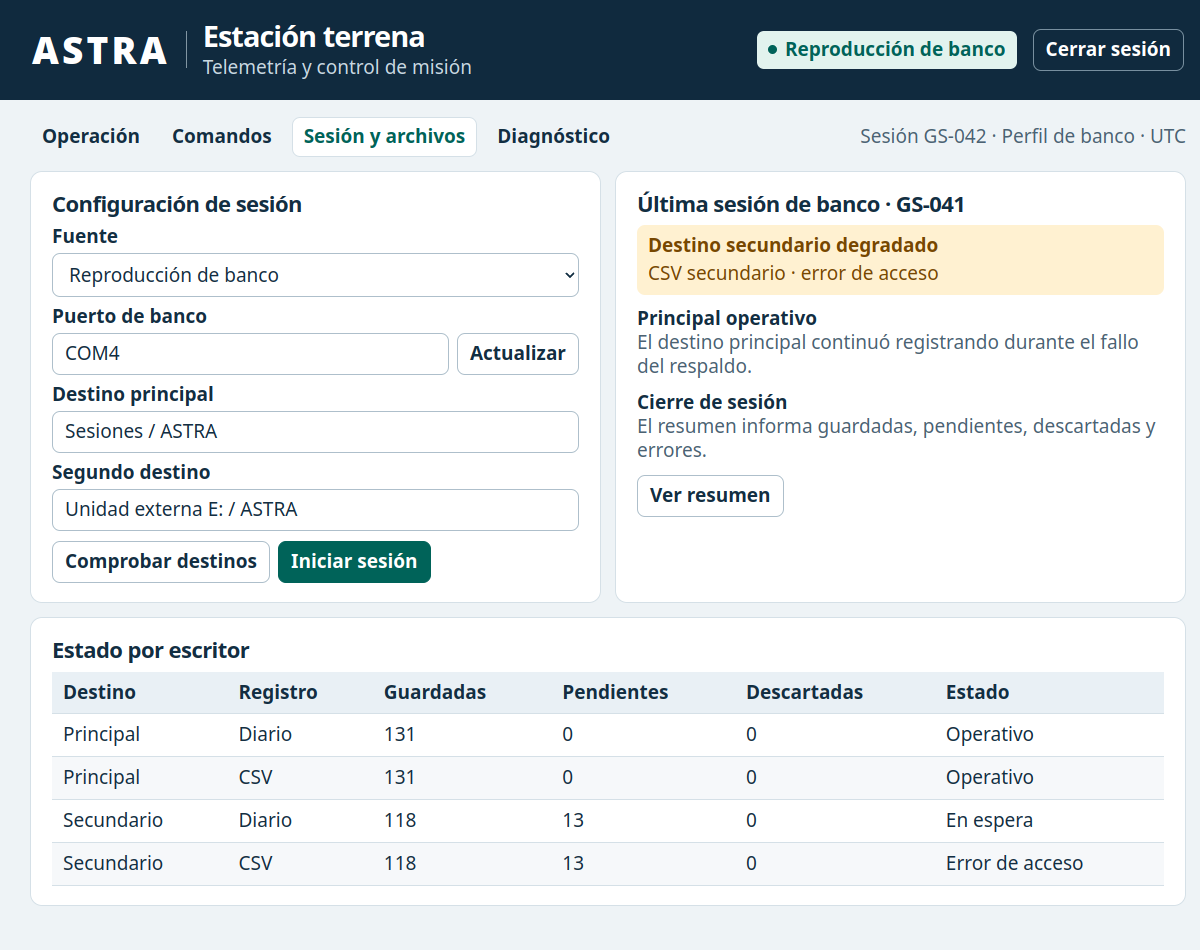 ASTRA
Estación terrena
Telemetría y control de misión
Reproducción de banco
Cerrar sesión
Operación
Comandos
Sesión y archivos
Diagnóstico
Sesión GS-042 · Perfil de banco · UTC
Configuración de sesión
Fuente
Reproducción de banco
Puerto de banco
COM4
Actualizar
Destino principal
Sesiones / ASTRA
Segundo destino
Unidad externa E: / ASTRA
Comprobar destinos
Iniciar sesión
Última sesión de banco · GS-041
Destino secundario degradado
CSV secundario · error de acceso
Principal operativo
El destino principal continuó registrando durante el fallo
del respaldo.
Cierre de sesión
El resumen informa guardadas, pendientes, descartadas y
errores.
Ver resumen
Estado por escritor
Destino Registro Guardadas Pendientes Descartadas Estado
Principal Diario 131 0 0 Operativo
Principal CSV 131 0 0 Operativo
Secundario Diario 118 13 0 En espera
Secundario CSV 118 13 0 Error de acceso